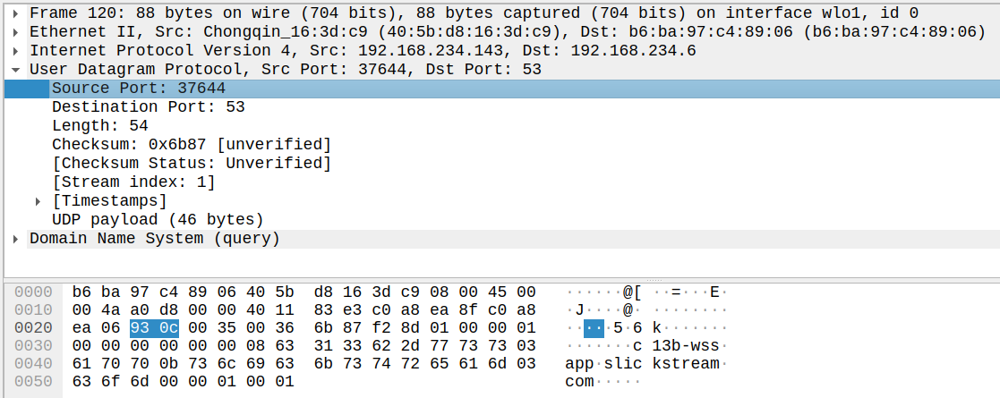 Frame 120: 88 bytes on wire (704 bits), 88 bytes captured (704 bits) on interface wlo1, id 0
Ethernet II, Src: Chongqin_16:3d:c9 (40:5b:d8:16:3d:c9), Dst: b6:ba:97:c4:89:06 (b6:ba:97:c4:89:06)
Internet Protocol Version 4, Src: 192.168.234.143, Dst: 192.168.234.6
User Datagram Protocol, Src Port: 37644, Dst Port: 53
Source Port: 37644
Destination Port: 53
Length: 54
Checksum: 0x6b87 [unverified]
[Checksum Status: Unverified]
[Stream index: 1]
[Timestamps]
UDP payload (46 bytes)
Domain Name System (query)
0000 b6 ba 97 c4 89 06 40 5b d8 16 3d c9 08 00 45 00 ······@[ ··=···E·
0010 00 4a a0 d8 00 00 40 11 83 e3 c0 a8 ea 8f c0 a8 ·J····@· ········
0020 ea 06 93 0c 00 35 00 36 6b 87 f2 8d 01 00 00 01 ·····5·6 k·······
0030 00 00 00 00 00 00 08 63 31 33 62 2d 77 73 73 03 ·······c 13b-wss·
0040 61 70 70 0b 73 6c 69 63 6b 73 74 72 65 61 6d 03 app·slic kstream·
0050 63 6f 6d 00 00 01 00 01 com·····